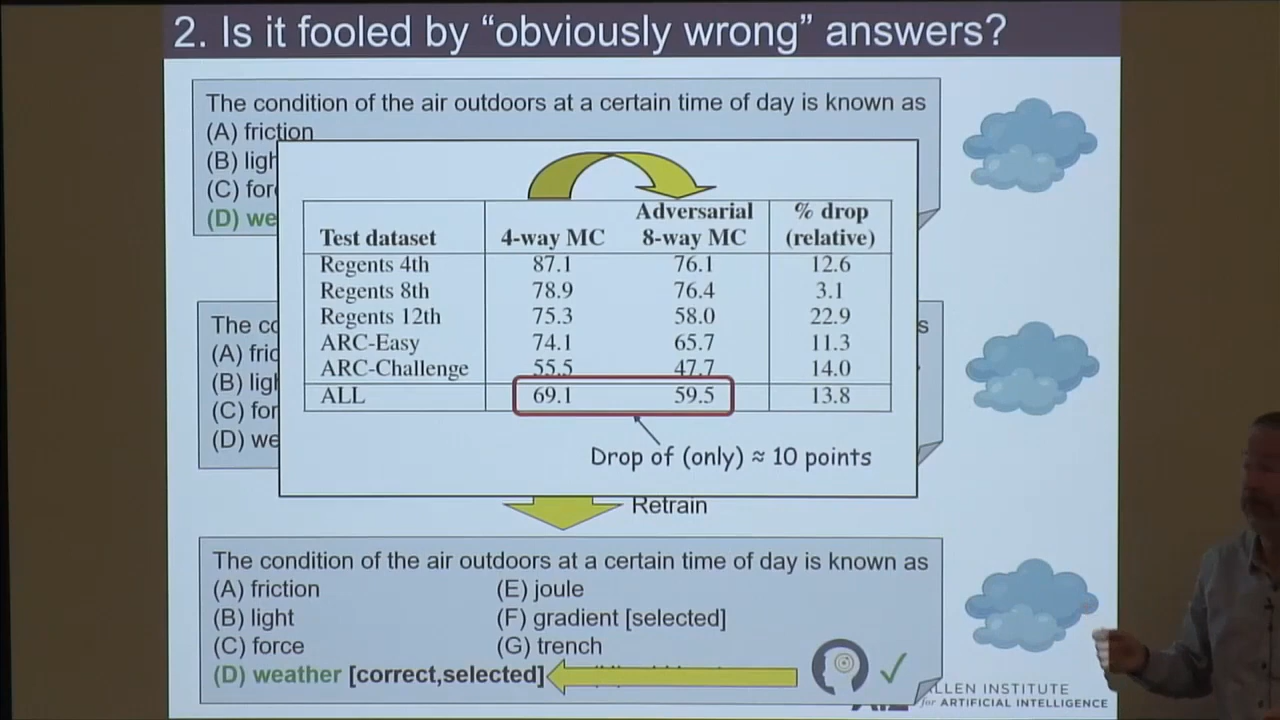 2. Is it fooled by “obviously wrong” answers?
The condition of the air outdoors at a certain time of day is known as
(A) friction
(B) ligh
(C) for
(D) we
Test dataset 4-way MC Adversarial 8-way MC % drop (relative)
Regents 4th 87.1 76.1 12.6
Regents 8th 78.9 76.4 3.1
Regents 12th 75.3 58.0 22.9
ARC-Easy 74.1 65.7 11.3
ARC-Challenge 55.5 47.7 14.0
ALL 69.1 59.5 13.8
Drop of (only) ≈ 10 points
The co
s
(A) fric
(B) ligh
(C) for
(D) we
Retrain
The condition of the air outdoors at a certain time of day is known as
(A) friction (E) joule
(B) light (F) gradient [selected]
(C) force (G) trench
(D) weather [correct,selected]
ALLEN INSTITUTE
for ARTIFICIAL INTELLIGENCE